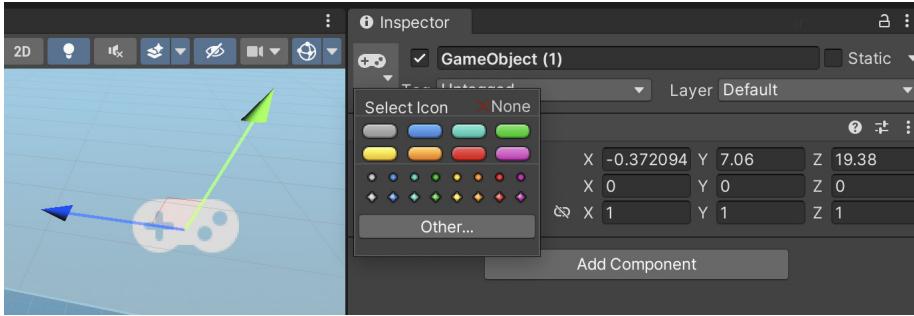 Inspector
2D
GameObject (1)
Static
Tag Untagged
Layer Default
Select Icon
None
X -0.372094 Y 7.06 Z 19.38
X 0 Y 0 Z 0
X 1 Y 1 Z 1
Other...
Add Component